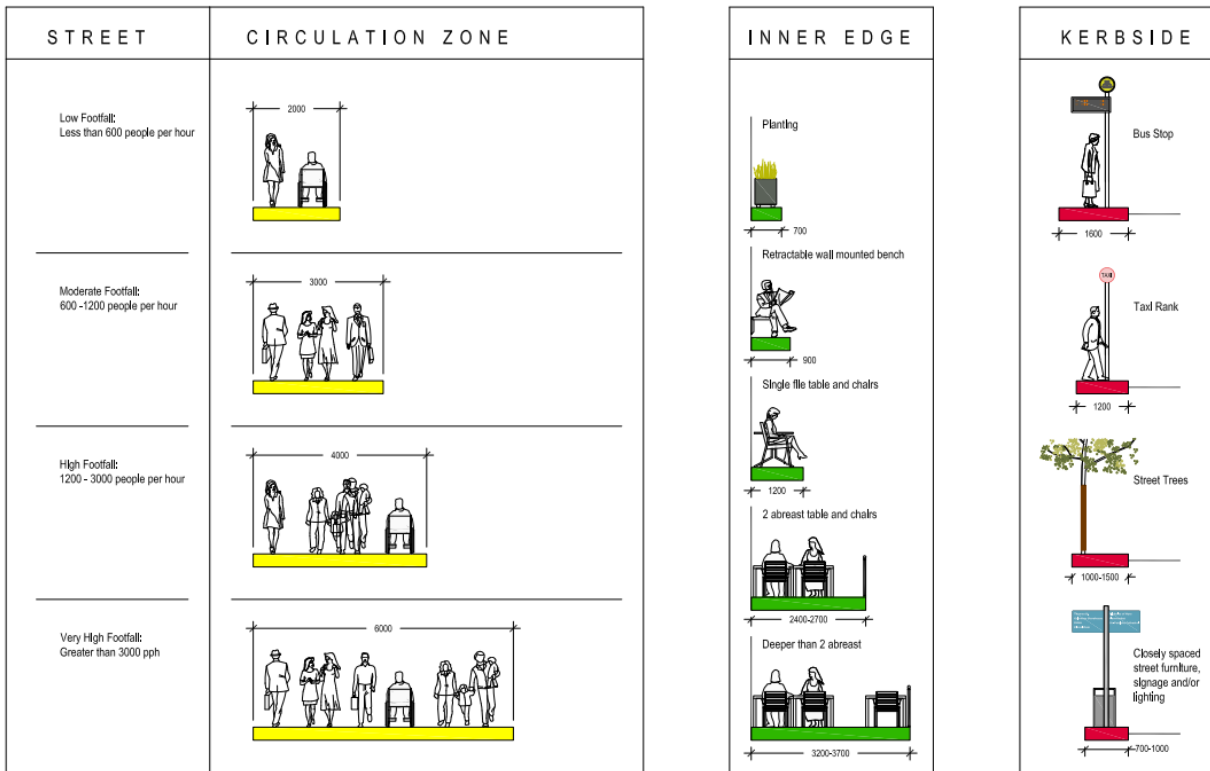 STREET
CIRCULATION ZONE
Low Footfall:
Less than 600 people per hour
2000
Moderate Footfall:
600 -1200 people per hour
3000
High Footfall:
1200 - 3000 people per hour
4000
Very High Footfall:
Greater than 3000 pph
6000
INNER EDGE
Planting
700
Retractable wall mounted bench
900
Single file table and chairs
1200
2 abreast table and chairs
2400-2700
Deeper than 2 abreast
3200-3700
KERBSIDE
Bus Stop
1600
TAXI
Taxi Rank
1200
Street Trees
1000-1500
Closely spaced
street furniture,
signage and/or
lighting
700-1000